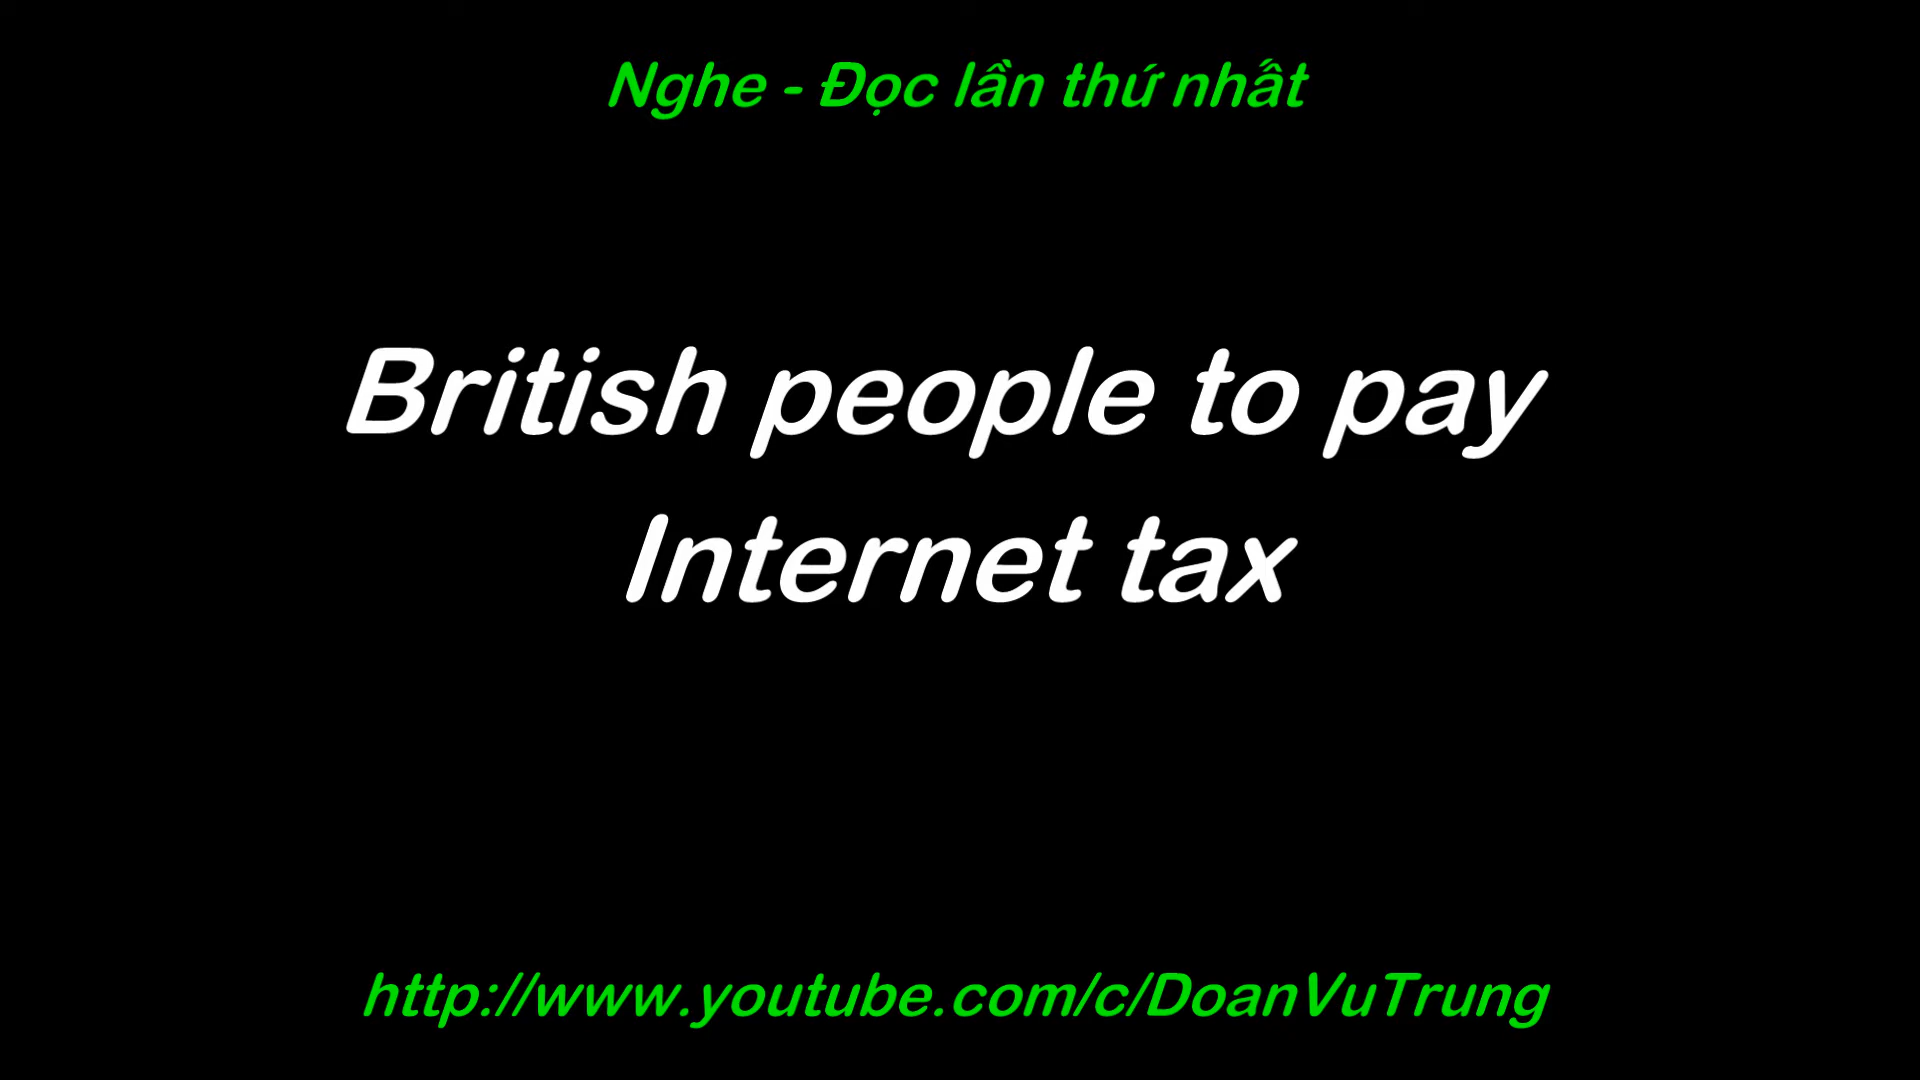 Nghe - Đọc lần thứ nhất
British people to pay
Internet tax
http://www.youtube.com/c/DoanVuTrung